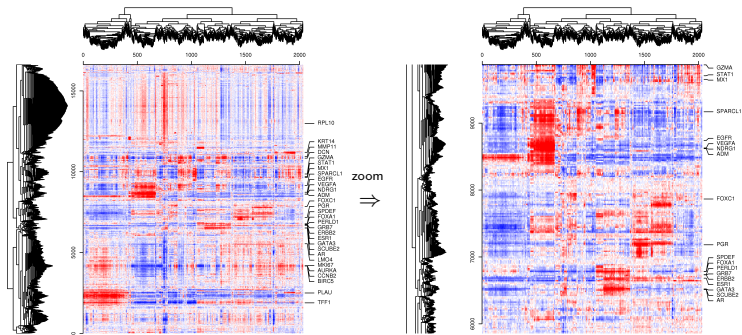 0 500 1000 1500 2000
15000
10000
5000
0
RPL10
KRT14
MMP11
DCN
GZMA
STAT1
MX1
SPARCL1
EGFR
VEGFA
NDRG1
ADM
FOXC1
PGR
SPDEF
FOXA1
PERLD1
GRB7
ERBB2
ESR1
GATA3
SCUBE2
AR
LMO4
MKI67
AURKA
CCNB2
BIRC5
PLAU
TFF1
zoom
⇒
0 500 1000 1500 2000
9000
8000
7000
6000
GZMA
STAT1
MX1
SPARCL1
EGFR
VEGFA
NDRG1
ADM
FOXC1
PGR
SPDEF
FOXA1
PERLD1
GRB7
ERBB2
ESR1
GATA3
SCUBE2
AR